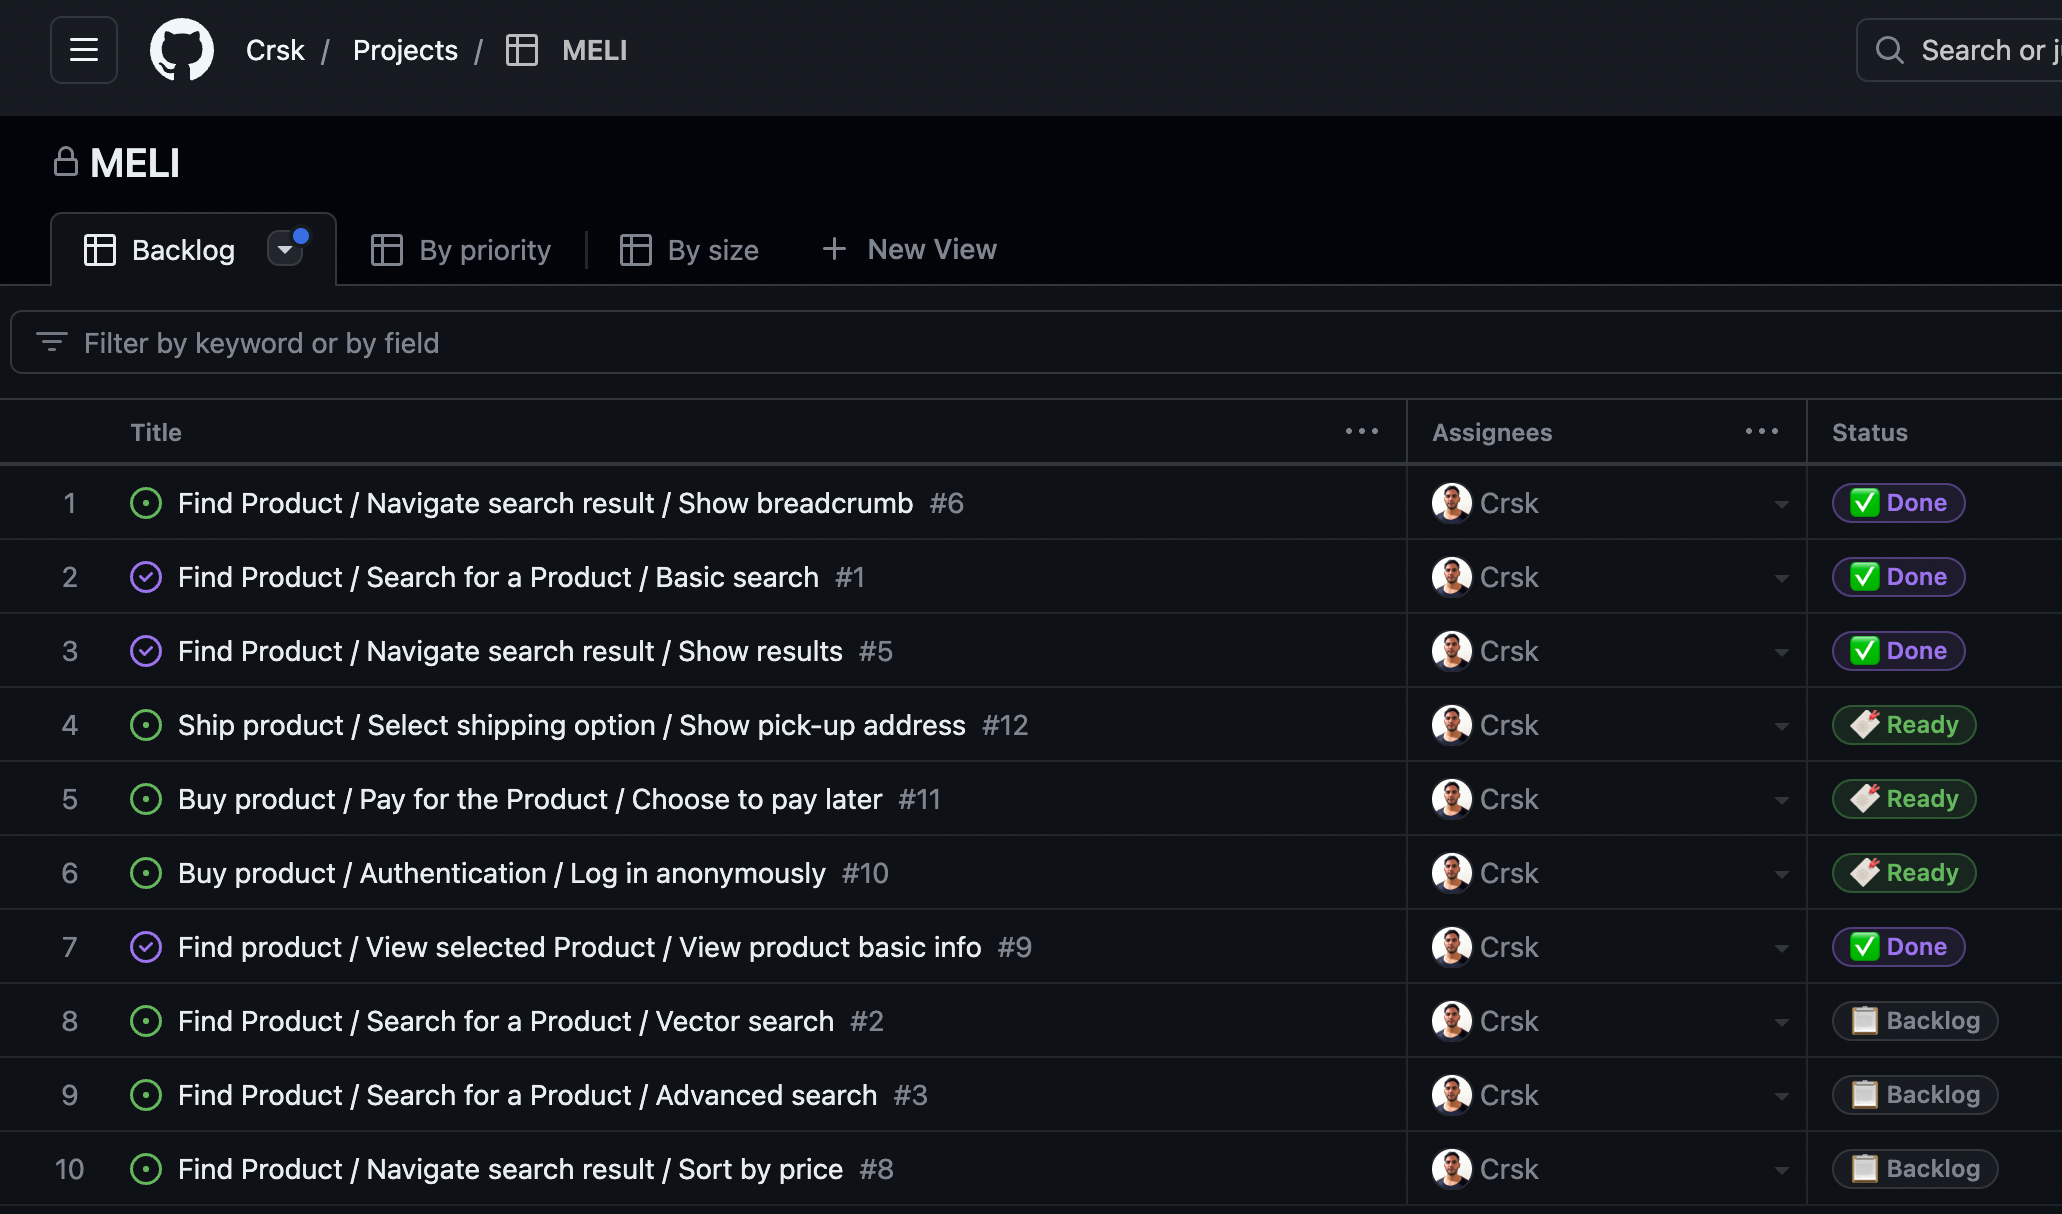 Crsk / Projects / MELI
Search or j
MELI
Backlog By priority By size + New View
Filter by keyword or by field
Title ... Assignees ... Status
1 Find Product / Navigate search result / Show breadcrumb #6 Crsk ✅ Done
2 Find Product / Search for a Product / Basic search #1 Crsk ✅ Done
3 Find Product / Navigate search result / Show results #5 Crsk ✅ Done
4 Ship product / Select shipping option / Show pick-up address #12 Crsk Ready
5 Buy product / Pay for the Product / Choose to pay later #11 Crsk Ready
6 Buy product / Authentication / Log in anonymously #10 Crsk Ready
7 Find product / View selected Product / View product basic info #9 Crsk ✅ Done
8 Find Product / Search for a Product / Vector search #2 Crsk 📋 Backlog
9 Find Product / Search for a Product / Advanced search #3 Crsk 📋 Backlog
10 Find Product / Navigate search result / Sort by price #8 Crsk 📋 Backlog